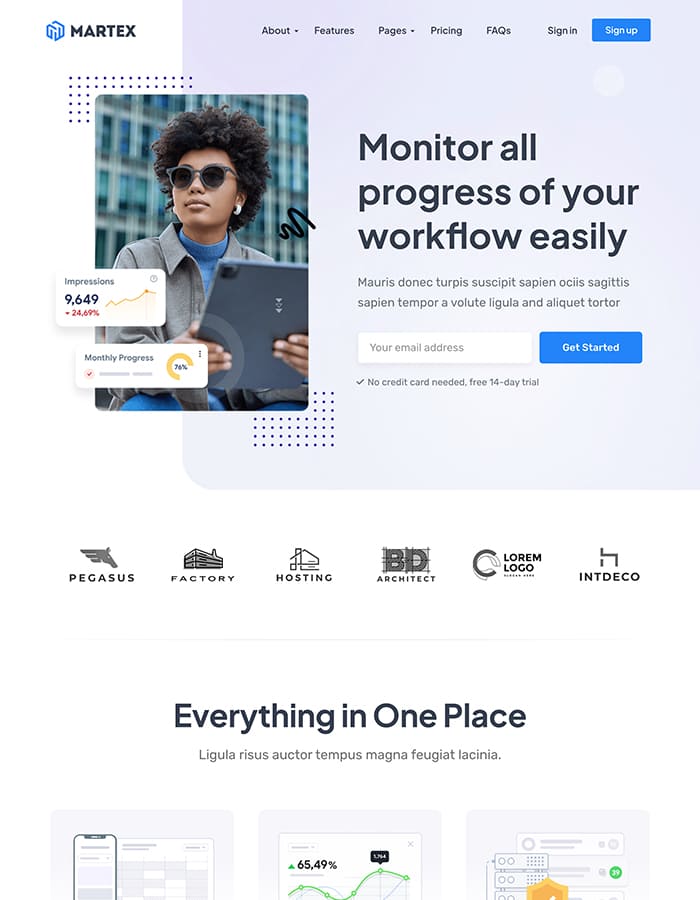 MARTEX
About
Features
Pages
Pricing
FAQs
Sign in
Sign up
Monitor all
progress of your
workflow easily
Mauris donec turpis suscipit sapien ociis sagittis
sapien tempor a volute ligula and aliquet tortor
Your email address
Get Started
No credit card needed, free 14-day trial
Impressions
9,649
24,69%
Monthly Progress
76%
PEGASUS
FACTORY
HOSTING
BD
ARCHITECT
LOREM
LOGO
SLOGAN HERE
INTDECO
Everything in One Place
Ligula risus auctor tempus magna feugiat lacinia.
65,49%
1,764
39